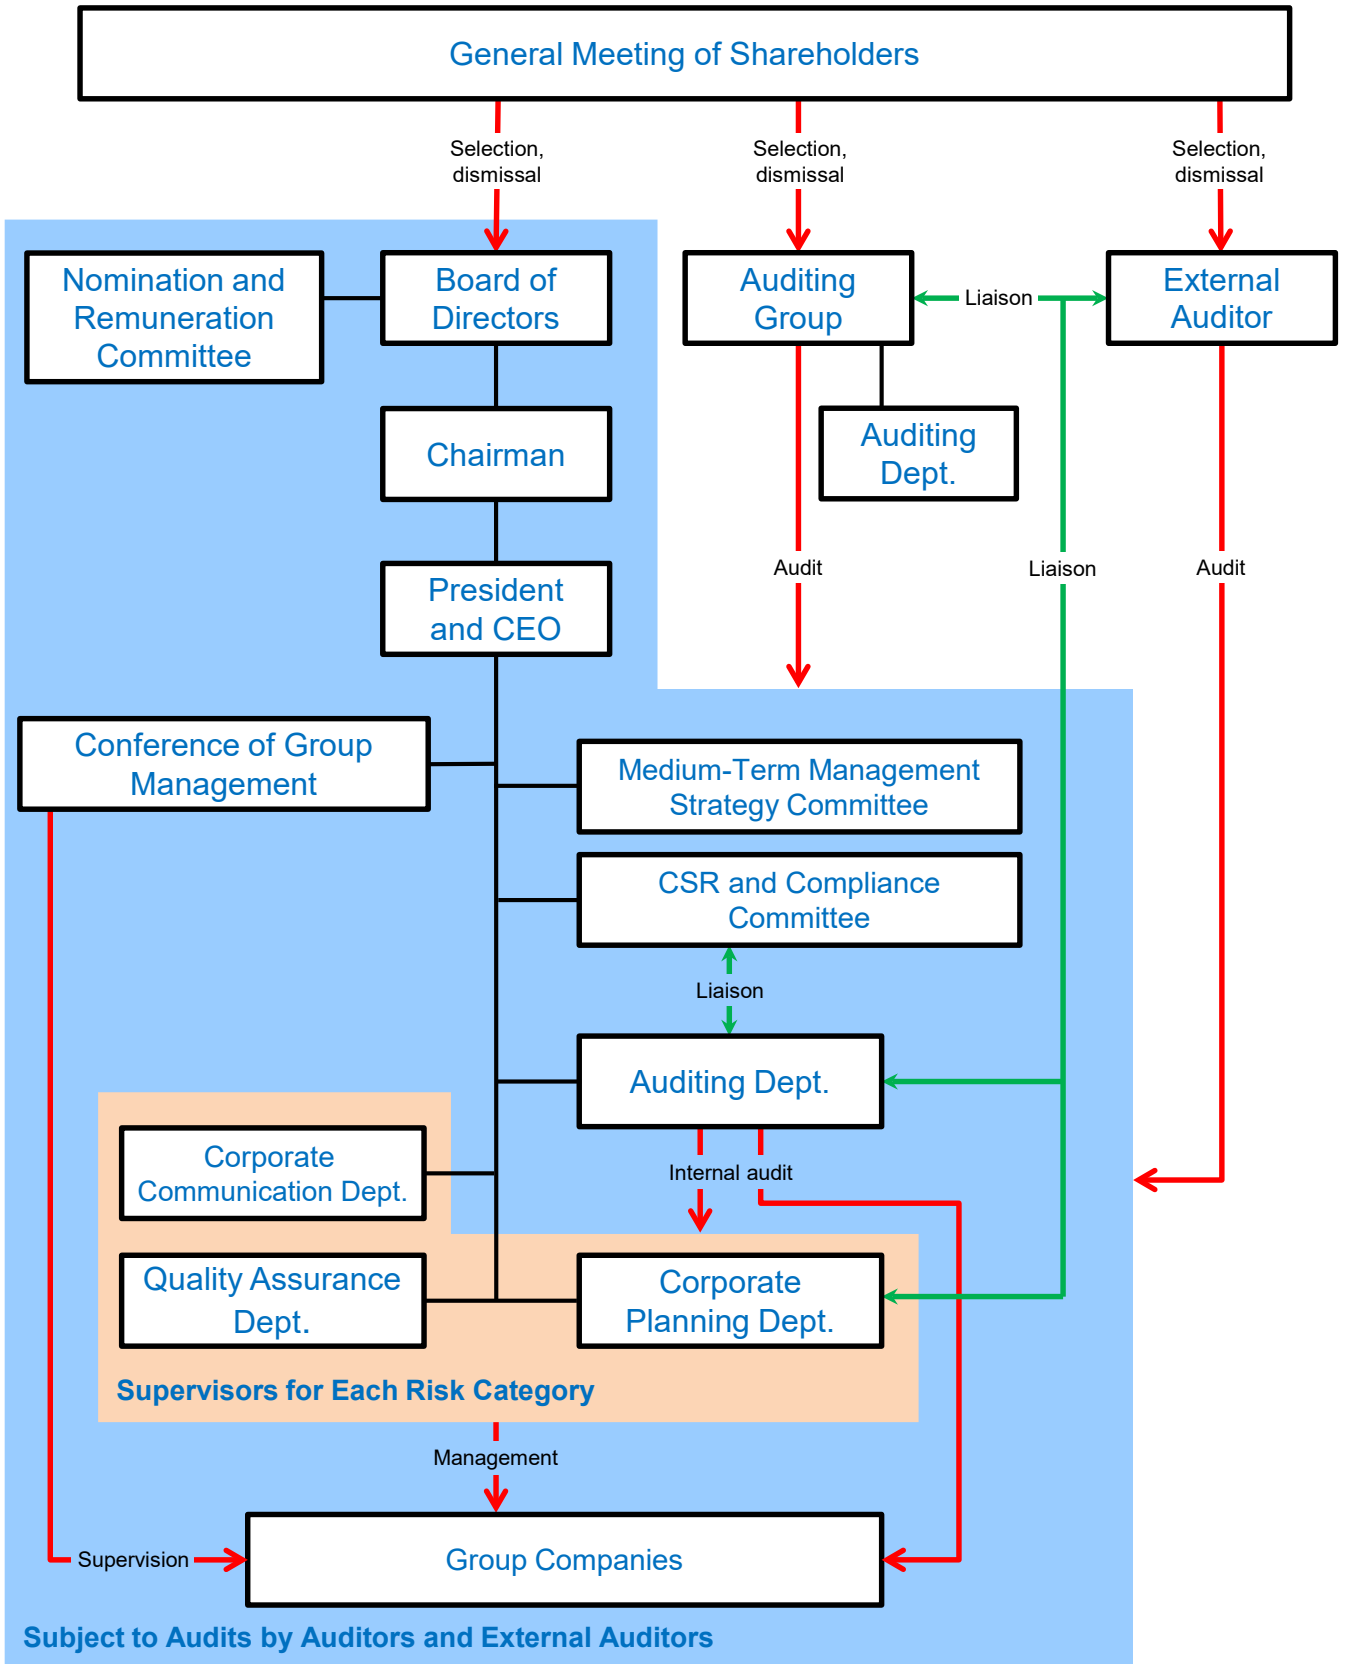 General Meeting of Shareholders
Selection,
dismissal
Selection,
dismissal
Selection,
dismissal
Nomination and
Remuneration
Committee
Board of
Directors
Auditing
Group
Liaison
External
Auditor
Chairman
Auditing
Dept.
President
and CEO
Audit
Liaison
Audit
Conference of Group
Management
Medium-Term Management
Strategy Committee
CSR and Compliance
Committee
Liaison
Auditing Dept.
Corporate
Communication Dept.
Internal audit
Quality Assurance
Dept.
Corporate
Planning Dept.
Supervisors for Each Risk Category
Management
Supervision
Group Companies
Subject to Audits by Auditors and External Auditors